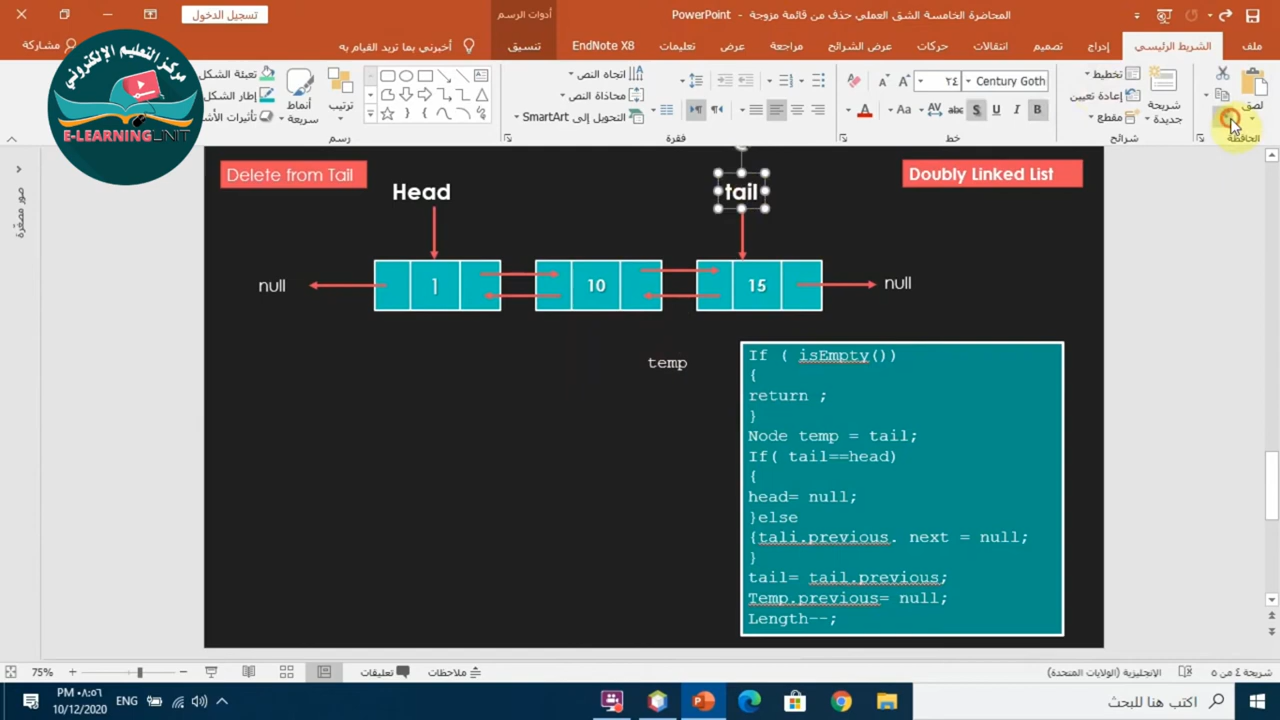 المحاضرة الخامسة الشق العملي حذف من قائمة مزوجة - PowerPoint
أدوات الرسم
تسجيل الدخول
ملف
الشريط الرئيسي
إدراج
تصميم
انتقالات
حركات
عرض الشرائح
مراجعة
عرض
تعليمات
EndNote X8
تنسيق
أخبرني بما تريد القيام به
مشاركة
لصق
الحافظة
شريحة
جديدة
تخطيط
إعادة تعيين
مقطع
شرائح
Century Goth
٢٤
B I U S abc AV Aa A
خط
فقرة
اتجاه النص
محاذاة النص
التحويل إلى SmartArt
ترتيب
أنماط
سريعة
تعبئة الشكل
إطار الشكل
تأثيرات الأش
رسم
مركز التعليم الإلكتروني
E-LEARNING UNIT
صور مصغّرة
Delete from Tail
Doubly Linked List
Head
tail
null
1
10
15
null
temp
If ( isEmpty())
{
return ;
}
Node temp = tail;
If( tail==head)
{
head= null;
}else
{tali.previous. next = null;
}
tail= tail.previous;
Temp.previous= null;
Length--;
شريحة ٤ من ٥
الإنجليزية (الولايات المتحدة)
ملاحظات
تعليقات
75%
اكتب هنا للبحث
ENG
٠٨:٥٦ PM
10/12/2020